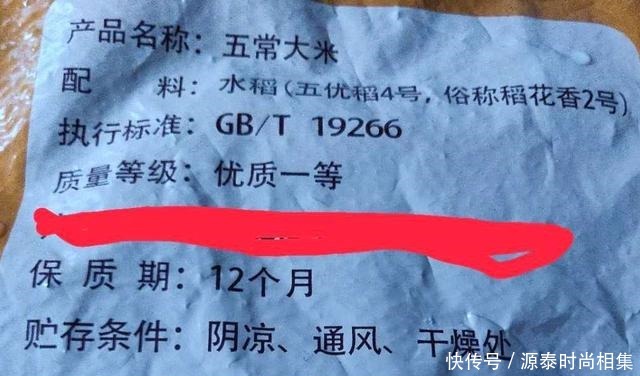 产品名称：五常大米
配 料：水稻(五优稻4号，俗称稻花香2号)
执行标准：GB/T 19266
质量等级：优质一等
保 质 期：12个月
贮存条件：阴凉、通风、干燥处
快传号 / 源泰时尚相集